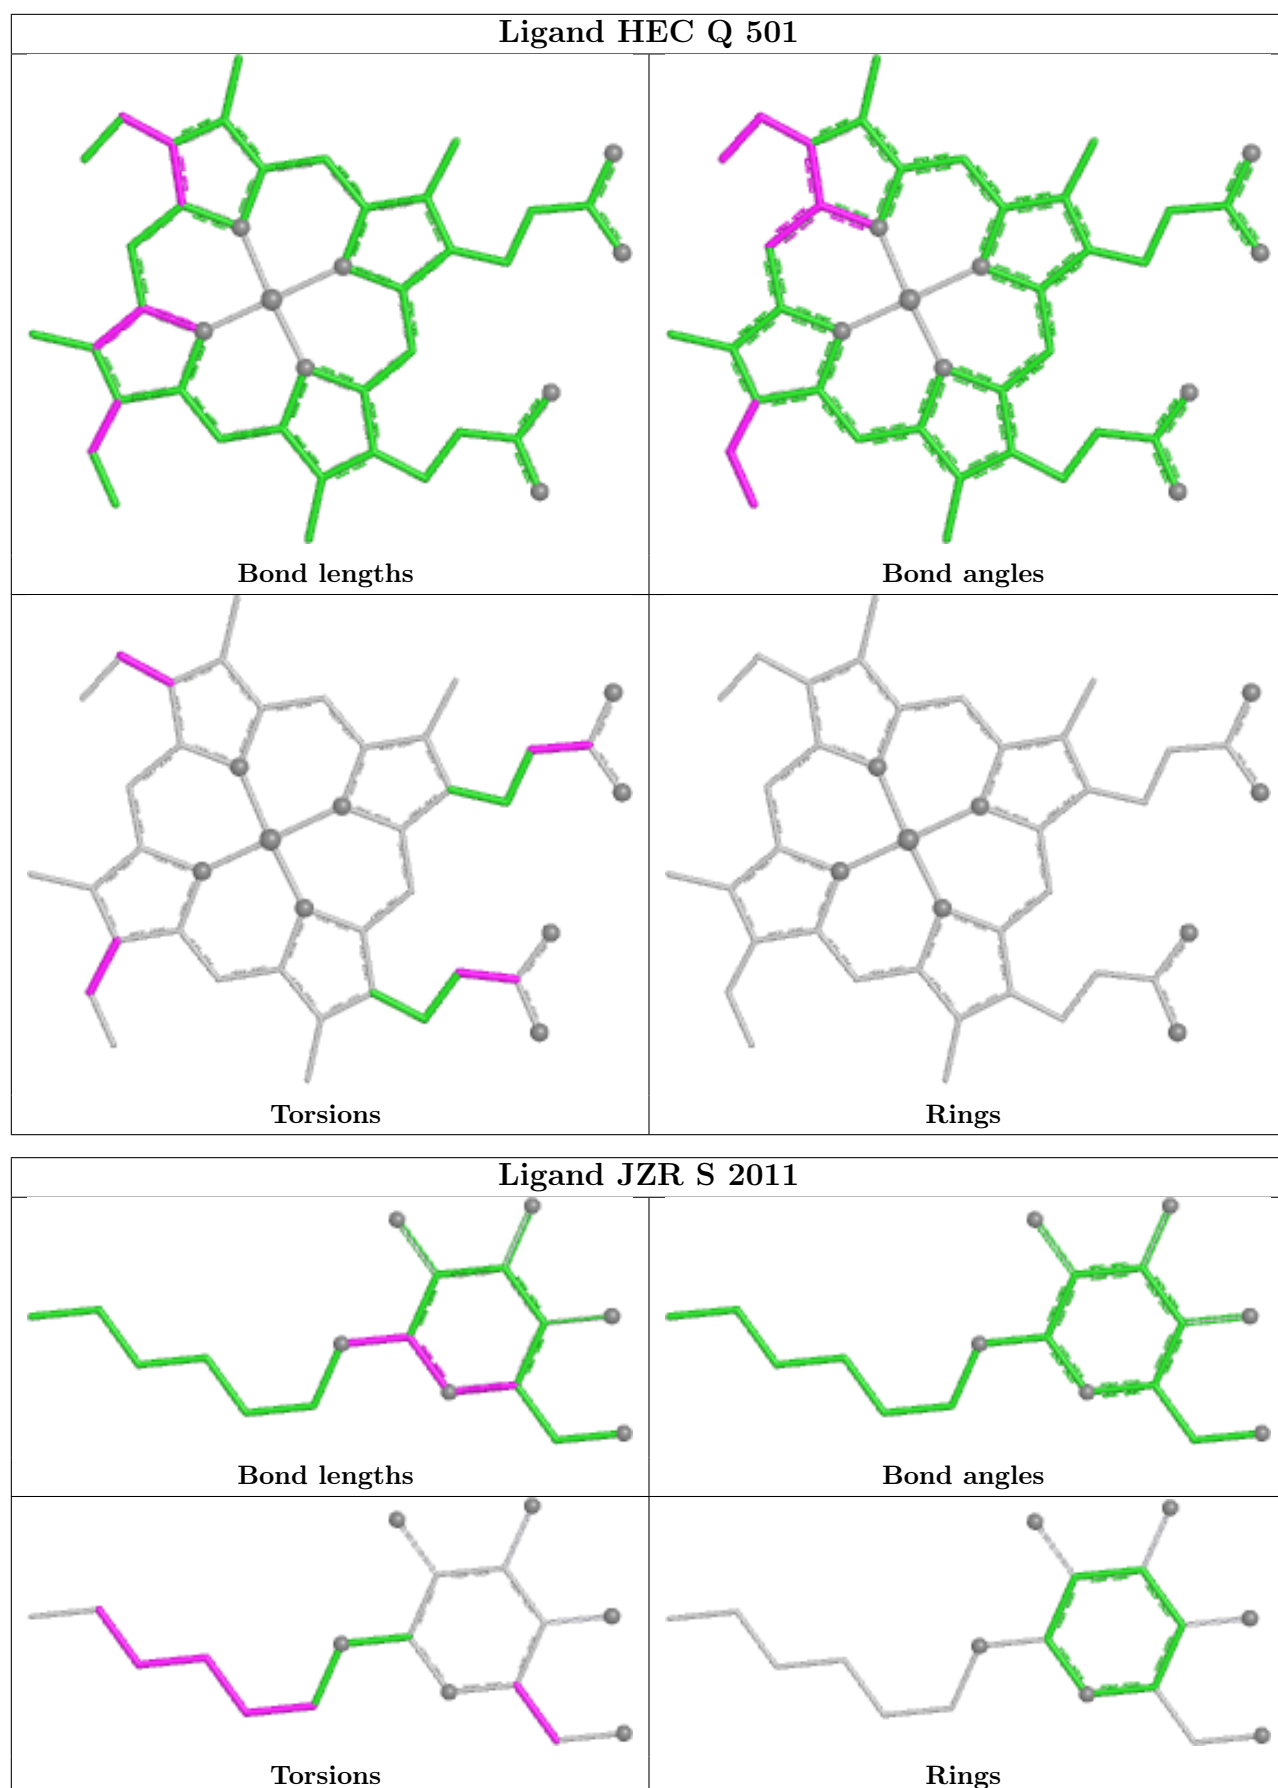 Ligand HEC Q 501
Bond lengths
Bond angles
Torsions
Rings
Ligand JZR S 2011
Bond lengths
Bond angles
Torsions
Rings